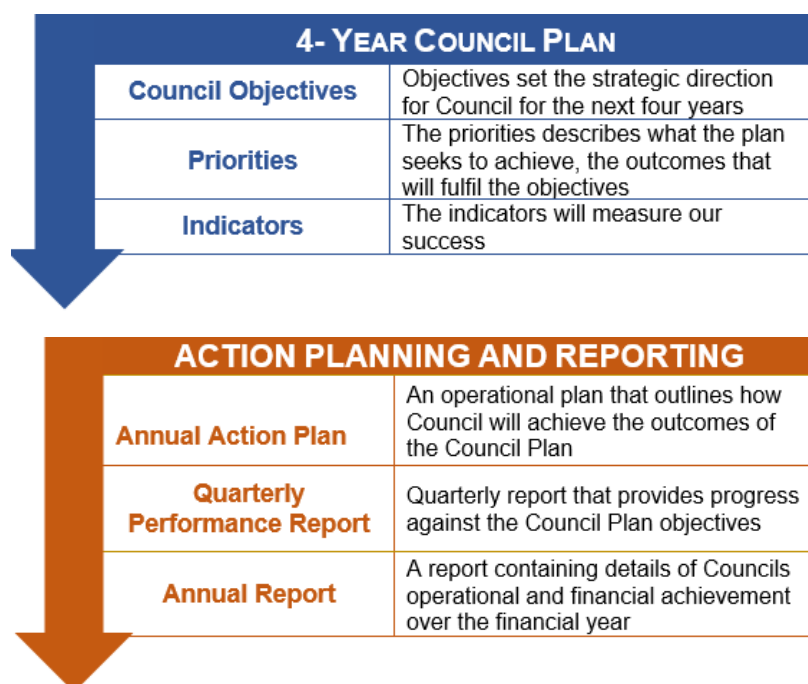 4- YEAR COUNCIL PLAN
Council Objectives
Objectives set the strategic direction
for Council for the next four years
Priorities
The priorities describes what the plan
seeks to achieve, the outcomes that
will fulfil the objectives
Indicators
The indicators will measure our
success
ACTION PLANNING AND REPORTING
Annual Action Plan
An operational plan that outlines how
Council will achieve the outcomes of
the Council Plan
Quarterly
Performance Report
Quarterly report that provides progress
against the Council Plan objectives
Annual Report
A report containing details of Councils
operational and financial achievement
over the financial year